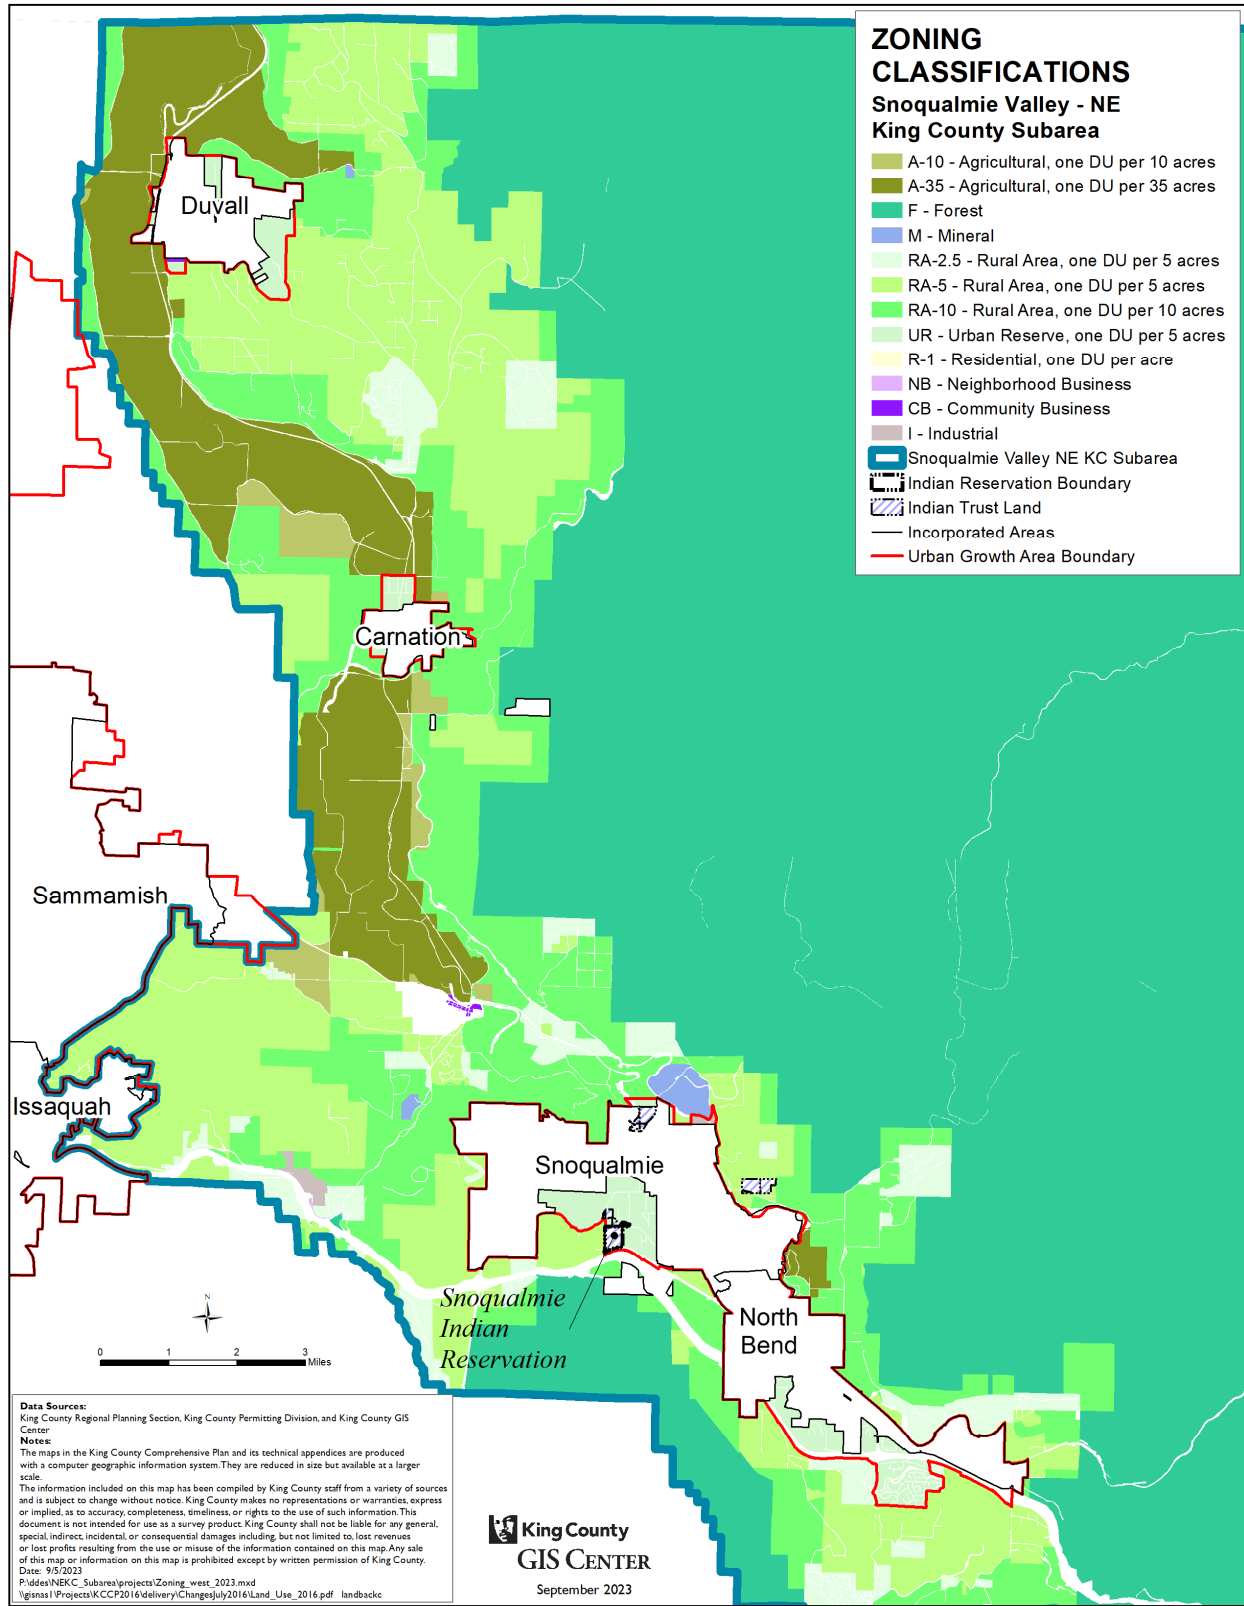 ZONING
CLASSIFICATIONS
Snoqualmie Valley - NE
King County Subarea
A-10 - Agricultural, one DU per 10 acres
A-35 - Agricultural, one DU per 35 acres
F - Forest
M - Mineral
RA-2.5 - Rural Area, one DU per 5 acres
RA-5 - Rural Area, one DU per 5 acres
RA-10 - Rural Area, one DU per 10 acres
UR - Urban Reserve, one DU per 5 acres
R-1 - Residential, one DU per acre
NB - Neighborhood Business
CB - Community Business
I - Industrial
Snoqualmie Valley NE KC Subarea
Indian Reservation Boundary
Indian Trust Land
Incorporated Areas
Urban Growth Area Boundary
Duvall
Carnation
Sammamish
Issaquah
Snoqualmie
Snoqualmie
Indian
Reservation
North
Bend
N
0 1 2 3
Miles
Data Sources:
King County Regional Planning Section, King County Permitting Division, and King County GIS
Center
Notes:
The maps in the King County Comprehensive Plan and its technical appendices are produced
with a computer geographic information system. They are reduced in size but available at a larger
scale.
The information included on this map has been compiled by King County staff from a variety of sources
and is subject to change without notice. King County makes no representations or warranties, express
or implied, as to accuracy, completeness, timeliness, or rights to the use of such information. This
document is not intended for use as a survey product. King County shall not be liable for any general,
special, indirect, incidental, or consequential damages including, but not limited to, lost revenues
or lost profits resulting from the use or misuse of the information contained on this map. Any sale
of this map or information on this map is prohibited except by written permission of King County.
Date: 9/5/2023
P:\ddes\NEKC_Subarea\projects\Zoning_west_2023.mxd
\\gisnas1\Projects\KCCP2016\delivery\ChangesJuly2016\Land_Use_2016.pdf landbackc
King County
GIS CENTER
September 2023